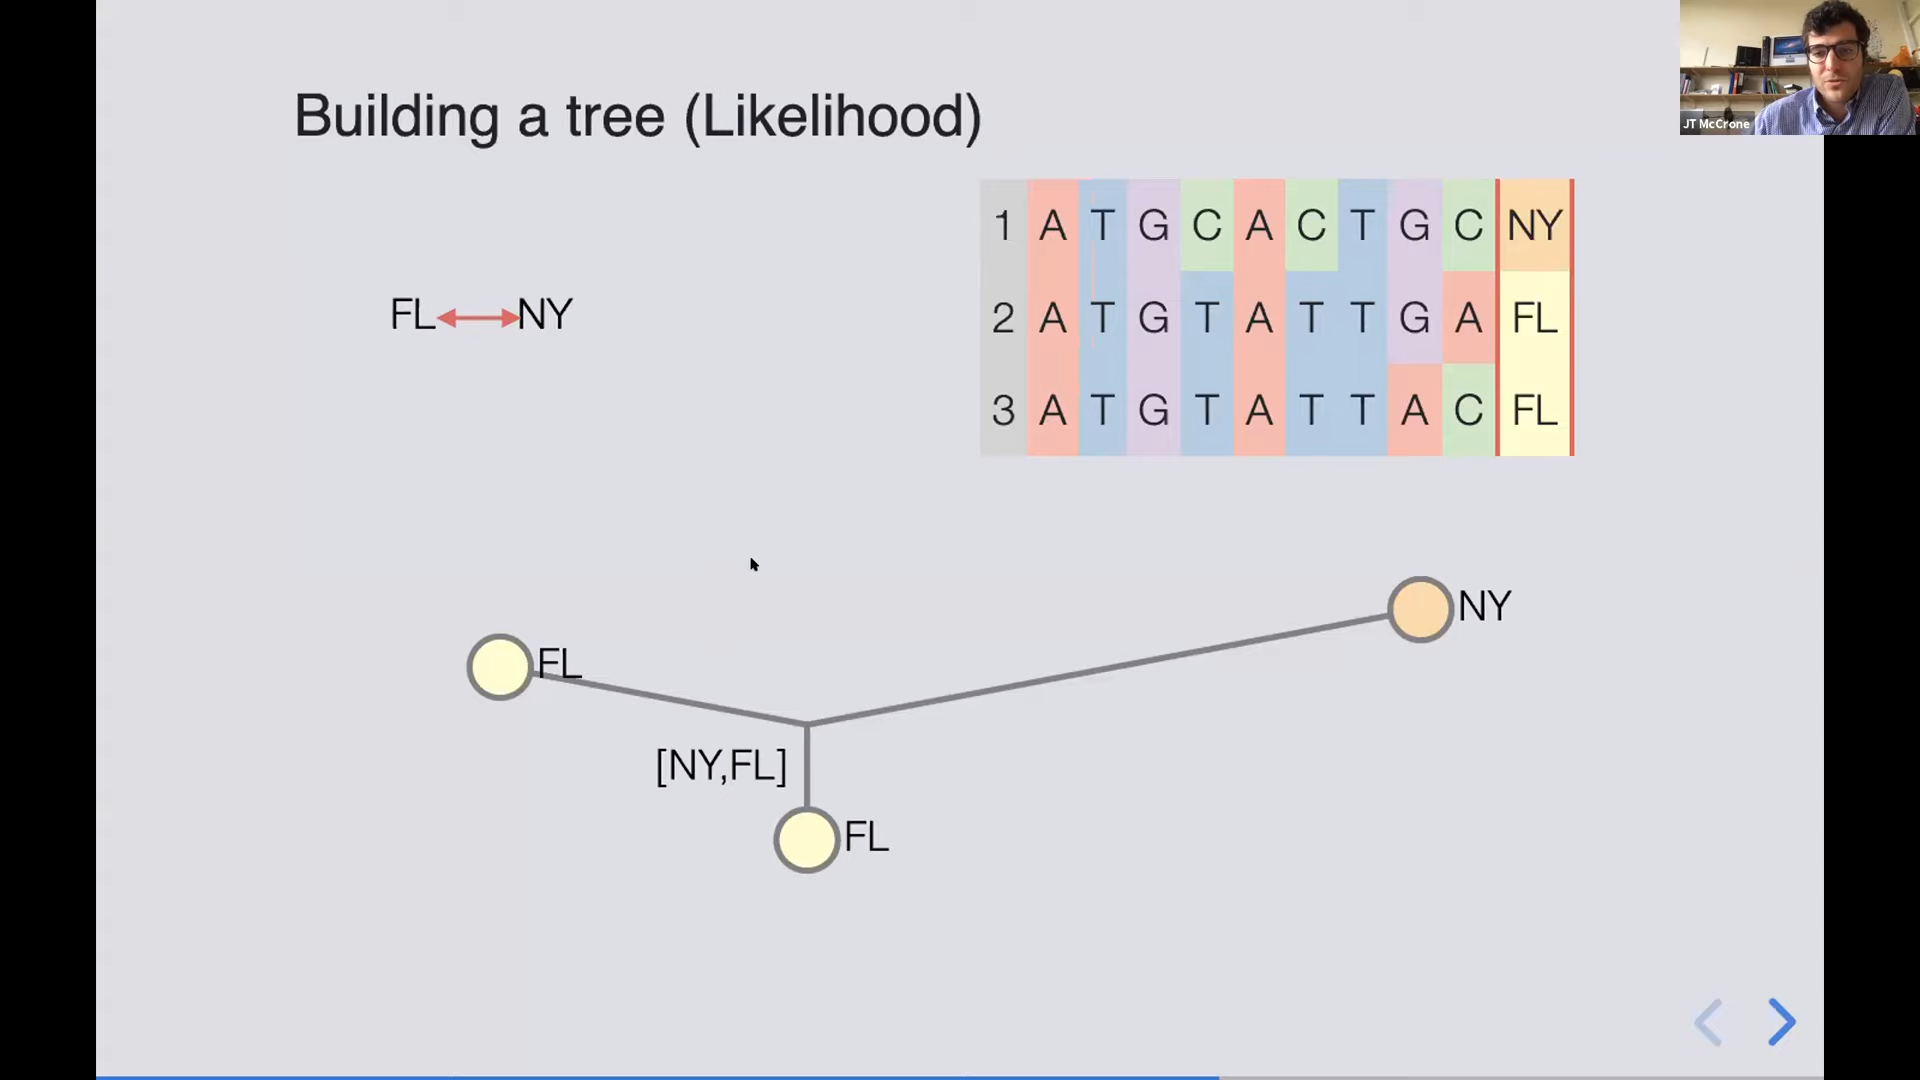 Building a tree (Likelihood)
JT McCrone
1 A T G C A C T G C NY
FL NY
2 A T G T A T T G A FL
3 A T G T A T T A C FL
NY
FL
[NY,FL]
FL